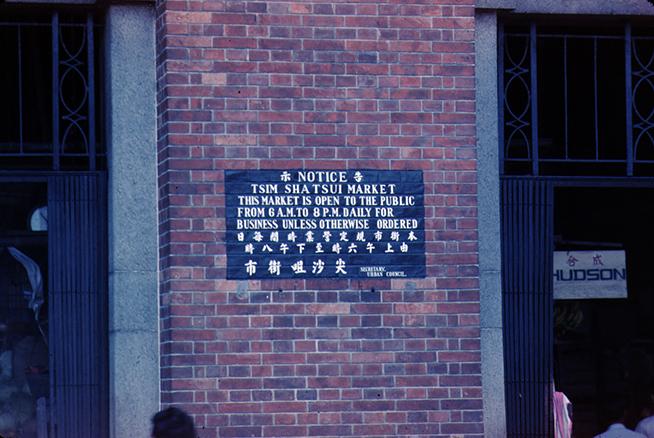 告 NOTICE 示
TSIM SHATSUI MARKET
THIS MARKET IS OPEN TO THE PUBLIC
FROM 6 A.M. TO 8 P.M. DAILY FOR
BUSINESS UNLESS OTHERWISE ORDERED
本街市規定營業時間每日
由上午六時至下午八時
尖沙咀街市
SECRETARY,
URBAN COUNCIL.
合成
HUDSON